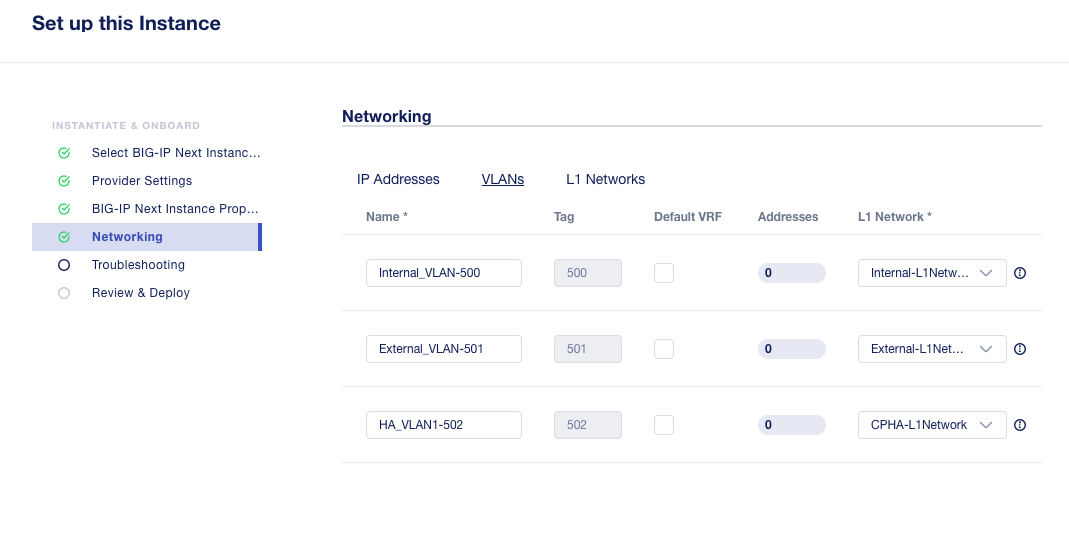 Set up this Instance
INSTANTIATE & ONBOARD
Select BIG-IP Next Instanc...
Provider Settings
BIG-IP Next Instance Prop...
Networking
Troubleshooting
Review & Deploy
Networking
IP Addresses VLANs L1 Networks
Name * Tag Default VRF Addresses L1 Network *
Internal_VLAN-500 500 0 Internal-L1Netw...
External_VLAN-501 501 0 External-L1Net...
HA_VLAN1-502 502 0 CPHA-L1Network